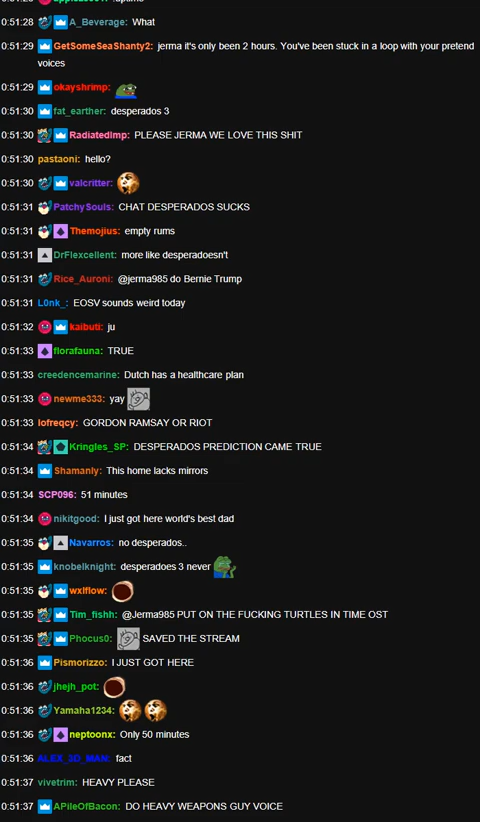 0:51:28 A_Beverage: What
0:51:29 GetSomeSeaShanty2: jerma it's only been 2 hours. You've been stuck in a loop with your pretend
voices
0:51:29 okayshrimp:
0:51:30 fat_earther: desperados 3
0:51:30 RadiatedImp: PLEASE JERMA WE LOVE THIS SHIT
0:51:30 pastaoni: hello?
0:51:30 valcritter:
0:51:31 PatchySouls: CHAT DESPERADOS SUCKS
0:51:31 Themojius: empty rums
0:51:31 DrFlexcellent: more like desperadoesn't
0:51:31 Rice_Auroni: @jerma985 do Bernie Trump
0:51:31 L0nk_: EOSV sounds weird today
0:51:32 kaibuti: ju
0:51:33 florafauna: TRUE
0:51:33 creedencemarine: Dutch has a healthcare plan
0:51:33 newme333: yay
0:51:33 lofreqcy: GORDON RAMSAY OR RIOT
0:51:34 Kringles_SP: DESPERADOS PREDICTION CAME TRUE
0:51:34 Shamanly: This home lacks mirrors
0:51:34 SCP096: 51 minutes
0:51:34 nikitgood: I just got here world's best dad
0:51:35 Navarros: no desperados..
0:51:35 knobelknight: desperadoes 3 never
0:51:35 wxlflow:
0:51:35 Tim_fishh: @Jerma985 PUT ON THE FUCKING TURTLES IN TIME OST
0:51:35 Phocus0: SAVED THE STREAM
0:51:36 Pismorizzo: I JUST GOT HERE
0:51:36 jhejh_pot:
0:51:36 Yamaha1234:
0:51:36 neptoonx: Only 50 minutes
0:51:36 ALEX_3D_MAN: fact
0:51:37 vivetrim: HEAVY PLEASE
0:51:37 APileOfBacon: DO HEAVY WEAPONS GUY VOICE